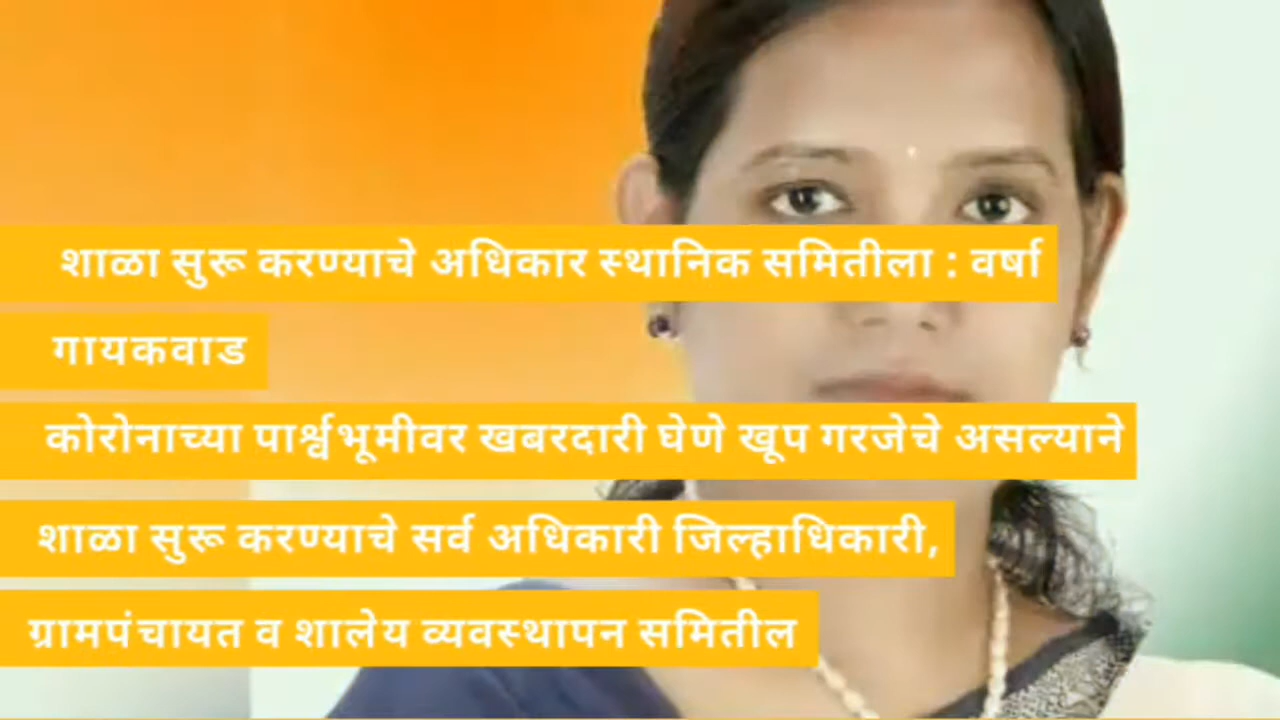 शाळा सुरू करण्याचे अधिकार स्थानिक समितीला : वर्षा
गायकवाड
कोरोनाच्या पार्श्वभूमीवर खबरदारी घेणे खूप गरजेचे असल्याने
शाळा सुरू करण्याचे सर्व अधिकारी जिल्हाधिकारी,
ग्रामपंचायत व शालेय व्यवस्थापन समितील